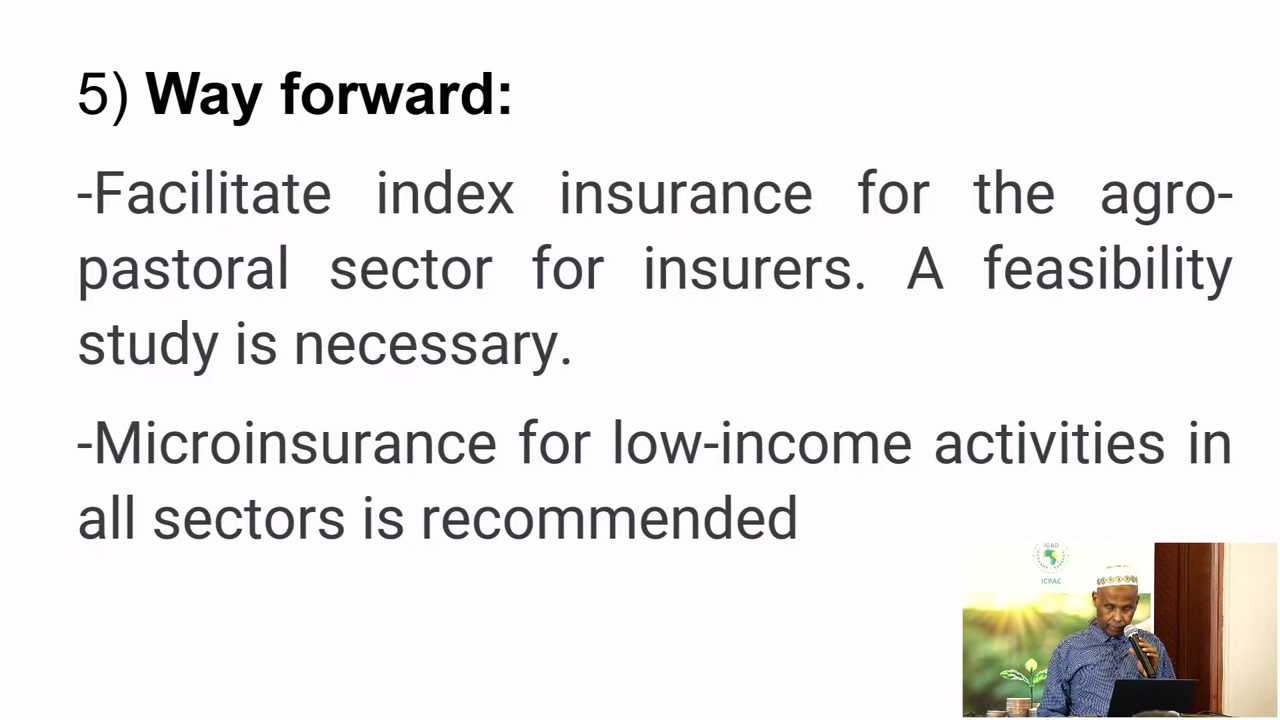 5) Way forward:
-Facilitate index insurance for the agro-
pastoral sector for insurers. A feasibility
study is necessary.
-Microinsurance for low-income activities in
all sectors is recommended
IGAD
ICPAC